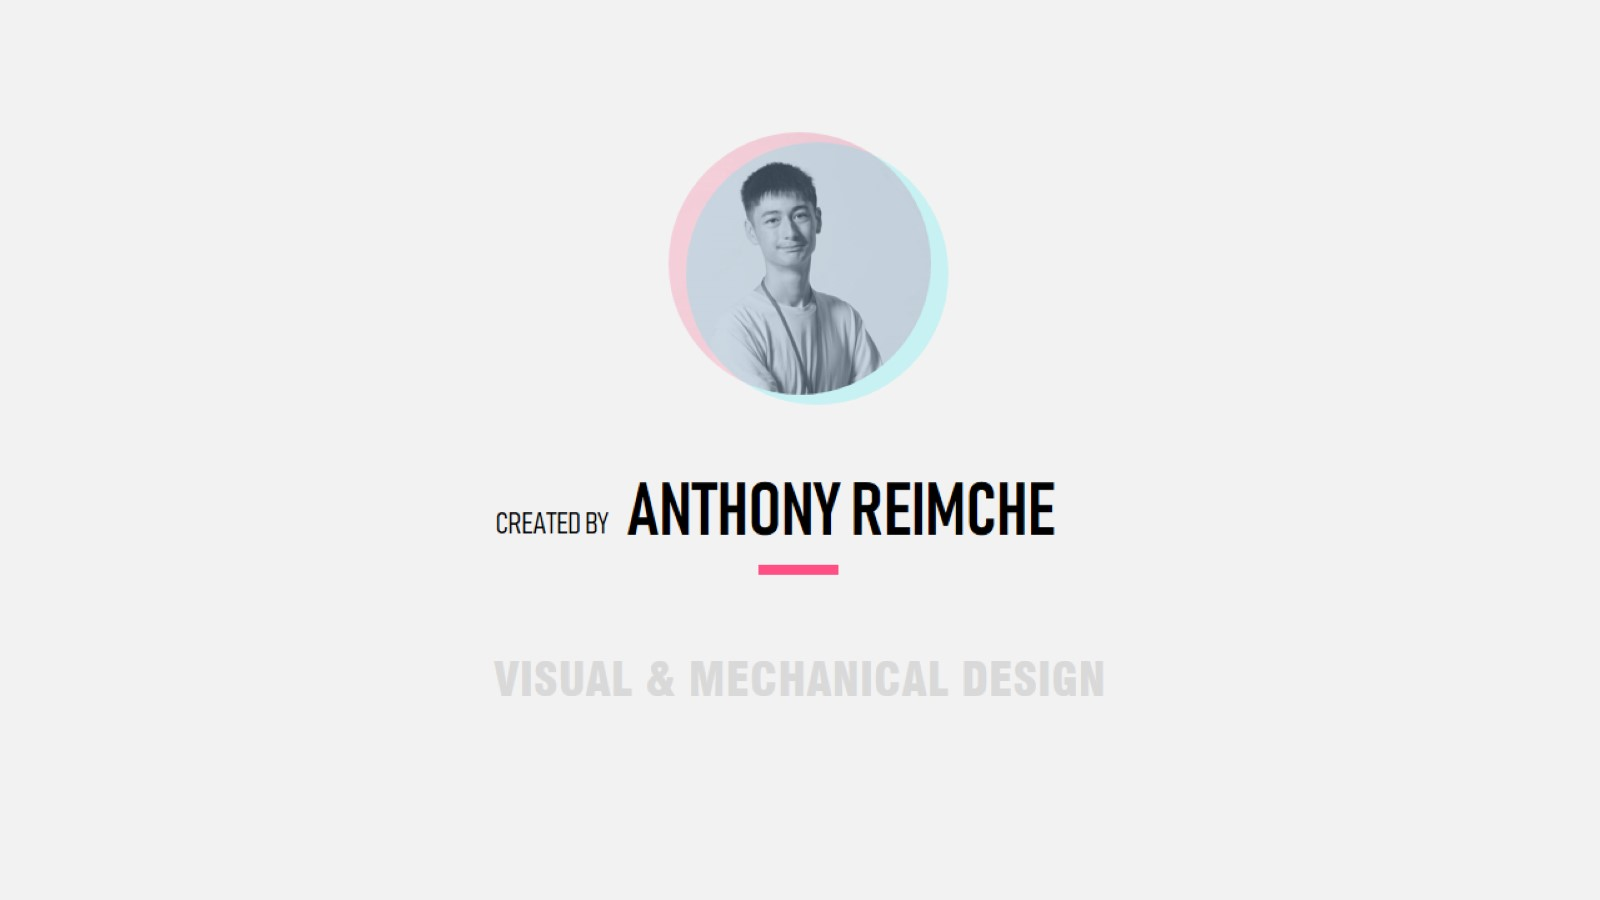 CREATED BY ANTHONY REIMCHE
VISUAL & MECHANICAL DESIGN